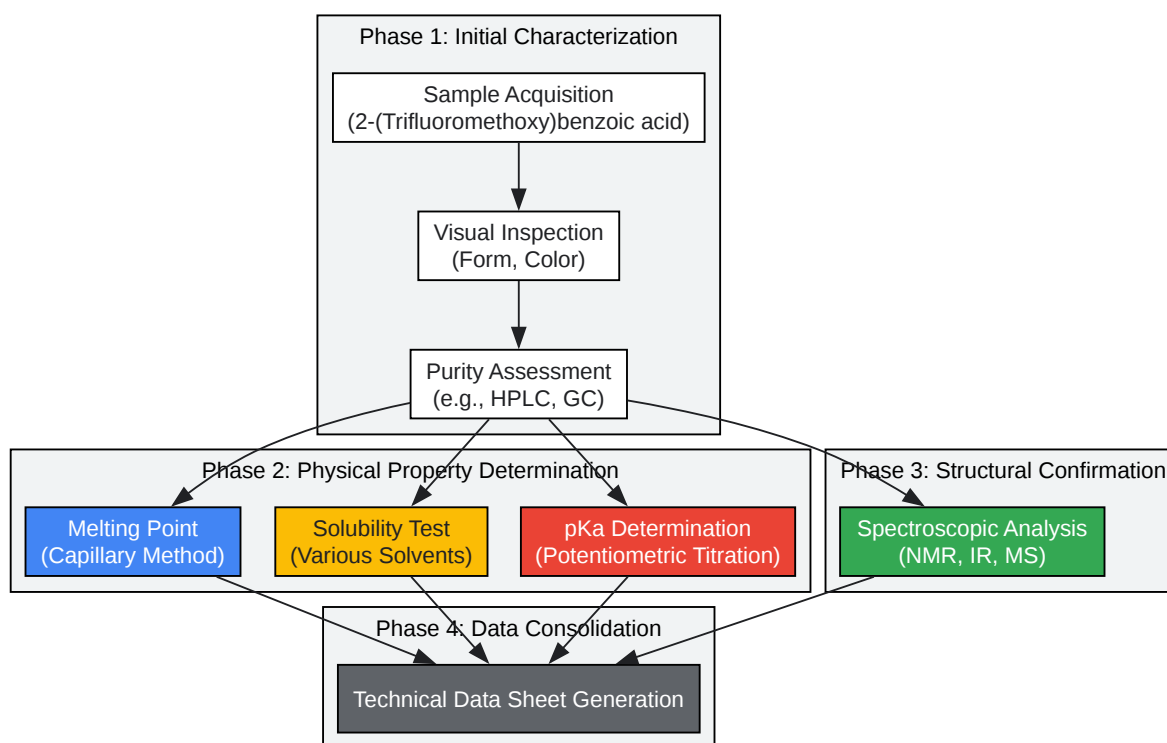 Phase 1: Initial Characterization
Sample Acquisition
(2-(Trifluoromethoxy)benzoic acid)
Visual Inspection
(Form, Color)
Purity Assessment
(e.g., HPLC, GC)
Phase 2: Physical Property Determination
Melting Point
(Capillary Method)
Solubility Test
(Various Solvents)
pKa Determination
(Potentiometric Titration)
Phase 3: Structural Confirmation
Spectroscopic Analysis
(NMR, IR, MS)
Phase 4: Data Consolidation
Technical Data Sheet Generation